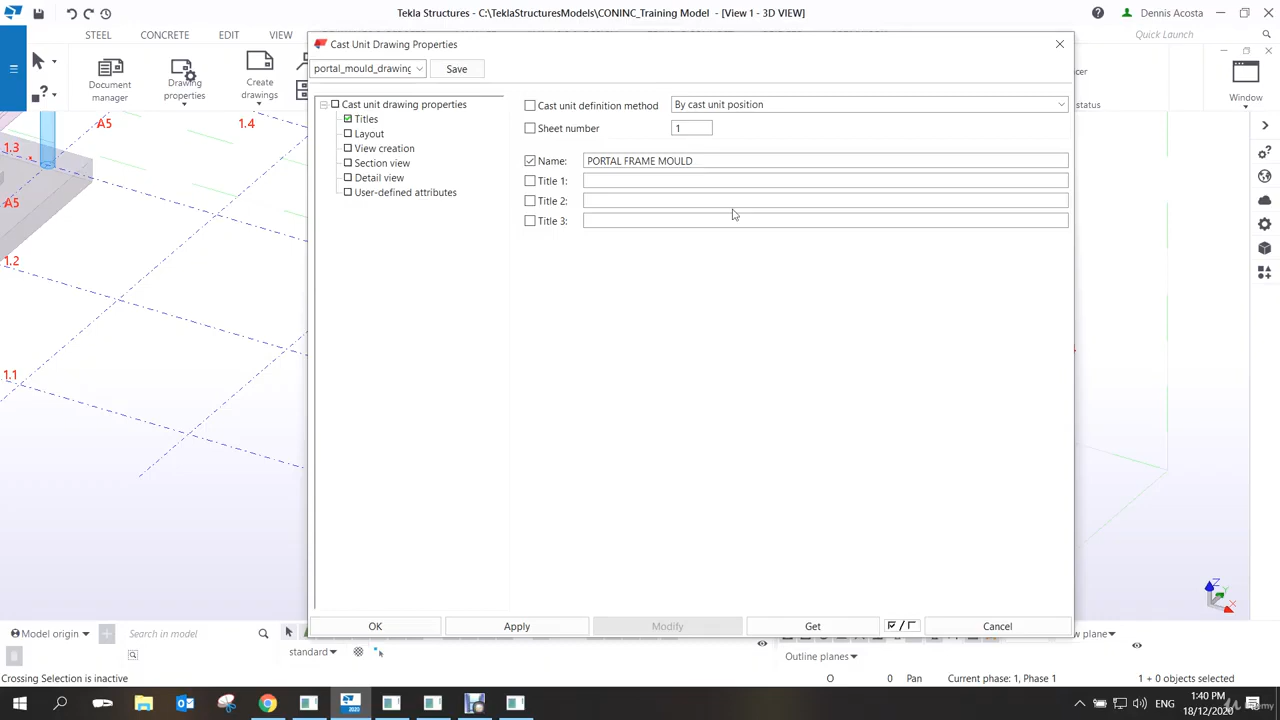 Tekla Structures - C:\TeklaStructuresModels\CONINC_Training Model - [View 1 - 3D VIEW]
Dennis Acosta
STEEL CONCRETE EDIT VIEW
Quick Launch
Cast Unit Drawing Properties
portal_mould_drawing Save
Document manager
Drawing properties
Create drawings
status
Window
Cast unit drawing properties
Titles
Layout
View creation
Section view
Detail view
User-defined attributes
Cast unit definition method By cast unit position
Sheet number 1
Name: PORTAL FRAME MOULD
Title 1:
Title 2:
Title 3:
A5 1.4
1.3
A5
1.2
1.1
OK Apply Modify Get Cancel
Model origin Search in model
plane
standard
Outline planes
Crossing Selection is inactive
O 0 Pan Current phase: 1, Phase 1 1 + 0 objects selected
ENG 1:40 PM
18/12/2020
Udemy
Z
Y
X